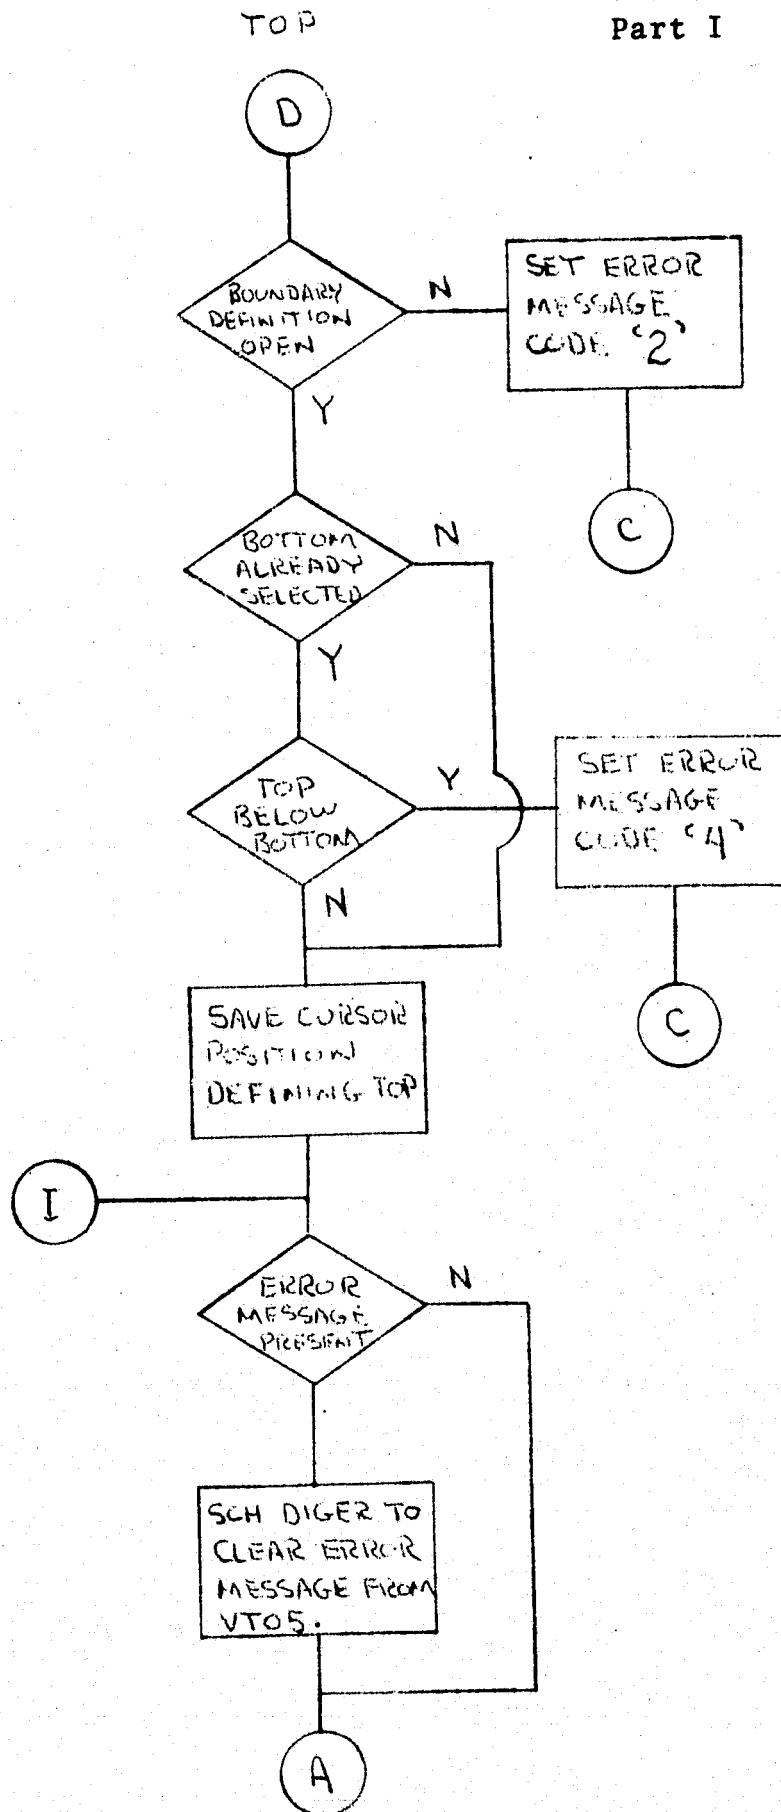 TOP
Part I
D
BOUNDARY
DEFINITION
OPEN
N
SET ERROR
MESSAGE
CODE '2'
Y
C
BOTTOM
ALREADY
SELECTED
N
Y
TOP
BELOW
BOTTOM
Y
SET ERROR
MESSAGE
CODE '4'
N
C
SAVE CURSOR
POSITION
DEFINING TOP
I
ERROR
MESSAGE
PRESENT
N
SCH DIGER TO
CLEAR ERROR
MESSAGE FROM
VT05.
A